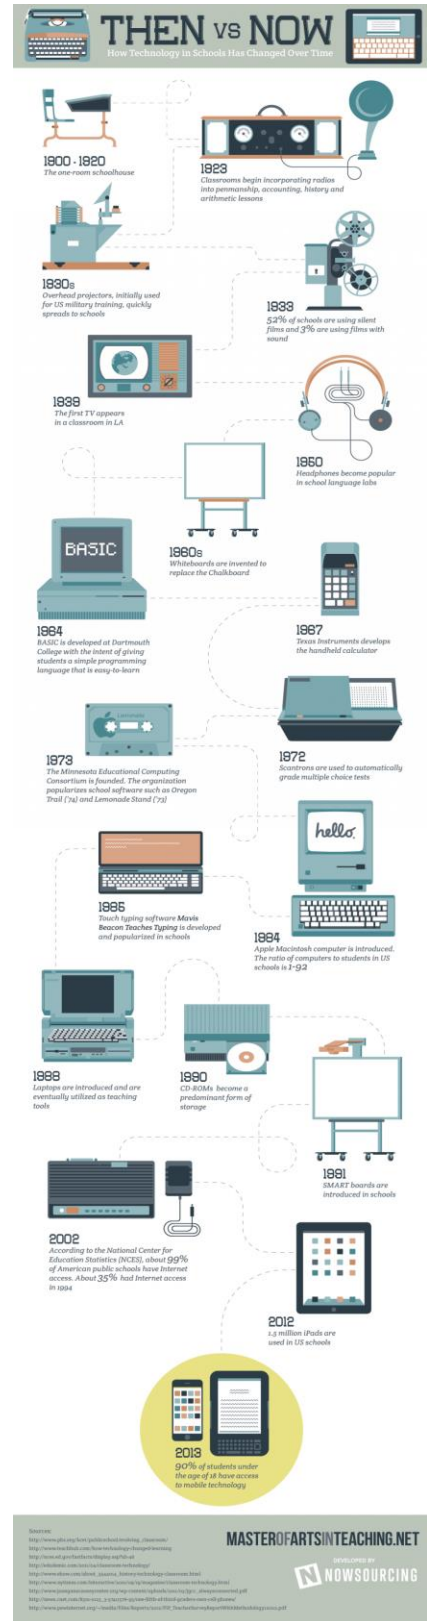 THEN VS NOW
How Technology in Schools Has Changed Over Time
1900 - 1920
The one-room schoolhouse
1923
Classrooms begin incorporating radios
into penmanship, accounting, history and
arithmetic lessons
1930s
Overhead projectors, initially used
for US military training, quickly
spreads to schools
1933
52% of schools are using silent
films and 3% are using films with
sound
1939
The first TV appears
in a classroom in LA
1950
Headphones become popular
in school language labs
1960s
Whiteboards are invented to
replace the Chalkboard
BASIC
1964
BASIC is developed at Dartmouth
College with the intent of giving
students a simple programming
language that is easy-to-learn
1967
Texas Instruments develops
the handheld calculator
1972
Scantrons are used to automatically
grade multiple choice tests
Lemonade
1973
The Minnesota Educational Computing
Consortium is founded. The organization
popularizes school software such as Oregon
Trail ('74) and Lemonade Stand ('73)
hello.
1984
Apple Macintosh computer is introduced.
The ratio of computers to students in US
schools is 1-92
1985
Touch typing software Mavis
Beacon Teaches Typing is developed
and popularized in schools
1988
Laptops are introduced and are
eventually utilized as teaching
tools
1990
CD-ROMs become a
predominant form of
storage
1991
SMART boards are
introduced in schools
2002
According to the National Center for
Education Statistics (NCES), about 99%
of American public schools have Internet
access. About 35% had Internet access
in 1994
2012
1.5 million iPads are
used in US schools
2013
90% of students under
the age of 18 have access
to mobile technology
Sources:
MASTEROFARTSINTEACHING.NET
DEVELOPED BY
N NOWSOURCING